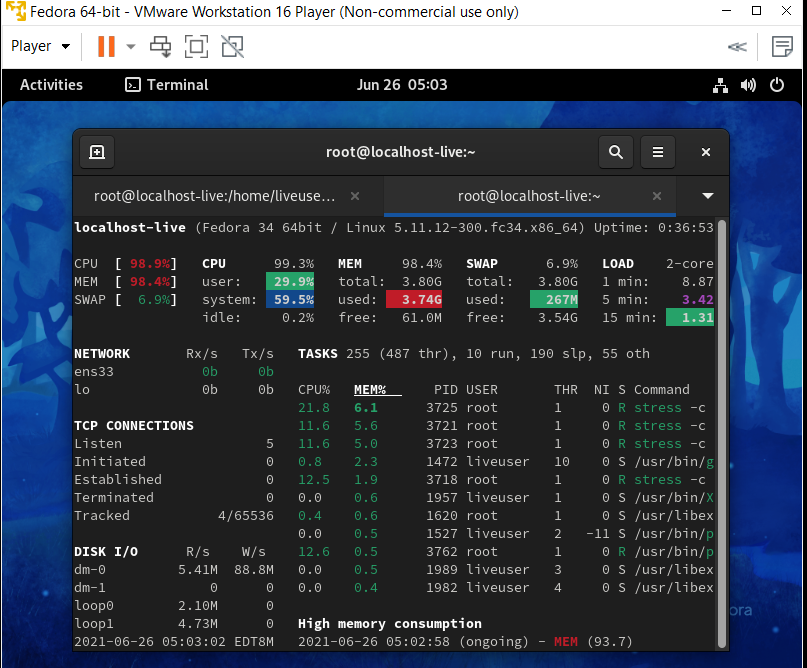 Fedora 64-bit - VMware Workstation 16 Player (Non-commercial use only)
Player
Activities Terminal Jun 26 05:03
root@localhost-live:~
root@localhost-live:/home/liveuse… root@localhost-live:~
localhost-live (Fedora 34 64bit / Linux 5.11.12-300.fc34.x86_64) Uptime: 0:36:53
CPU [ 98.9%] CPU 99.3% MEM 98.4% SWAP 6.9% LOAD 2-core
MEM [ 98.4%] user: 29.9% total: 3.80G total: 3.80G 1 min: 8.87
SWAP [ 6.9%] system: 59.5% used: 3.74G used: 267M 5 min: 3.42
idle: 0.2% free: 61.0M free: 3.54G 15 min: 1.31
NETWORK Rx/s Tx/s TASKS 255 (487 thr), 10 run, 190 slp, 55 oth
ens33 0b 0b
lo 0b 0b CPU% MEM% PID USER THR NI S Command
21.8 6.1 3725 root 1 0 R stress -c
TCP CONNECTIONS 11.6 5.6 3721 root 1 0 R stress -c
Listen 5 11.6 5.0 3723 root 1 0 R stress -c
Initiated 0 0.8 2.3 1472 liveuser 10 0 S /usr/bin/g
Established 0 12.5 1.9 3718 root 1 0 R stress -c
Terminated 0 0.0 0.6 1957 liveuser 1 0 S /usr/bin/X
Tracked 4/65536 0.4 0.6 1620 root 1 0 S /usr/libex
0.0 0.5 1527 liveuser 2 -11 S /usr/bin/p
DISK I/O R/s W/s 12.6 0.5 3762 root 1 0 R /usr/bin/p
dm-0 5.41M 88.8M 0.0 0.5 1989 liveuser 3 0 S /usr/libex
dm-1 0 0 0.0 0.4 1982 liveuser 4 0 S /usr/libex
loop0 2.10M 0
loop1 4.73M 0 High memory consumption
2021-06-26 05:03:02 EDT8M 2021-06-26 05:02:58 (ongoing) - MEM (93.7)
ora